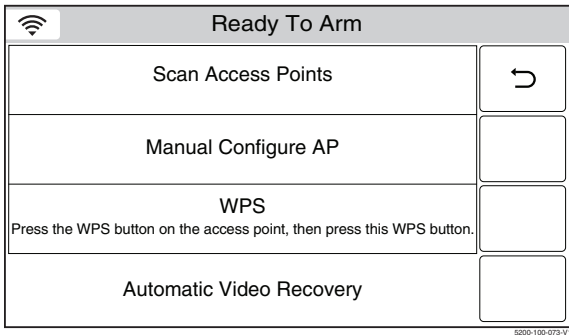 Ready To Arm
Scan Access Points
Manual Configure AP
WPS
Press the WPS button on the access point, then press this WPS button.
Automatic Video Recovery
5200-100-073-V1